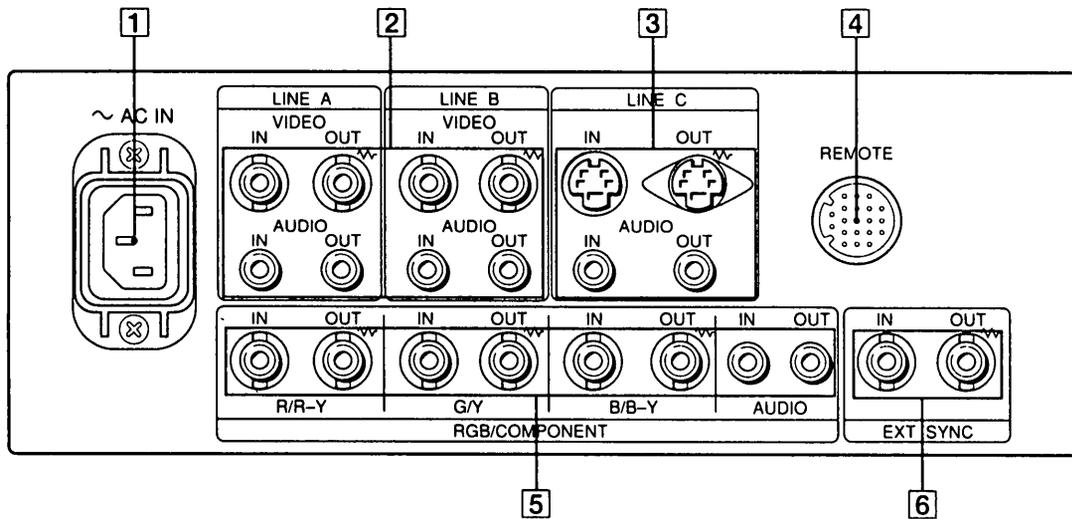 1 2 3 4
LINE A LINE B LINE C
~ AC IN VIDEO VIDEO
IN OUT IN OUT IN OUT
REMOTE
AUDIO AUDIO AUDIO
IN OUT IN OUT IN OUT
IN OUT IN OUT IN OUT IN OUT IN OUT
R/R-Y G/Y B/B-Y AUDIO
RGB/COMPONENT EXT SYNC
5 6